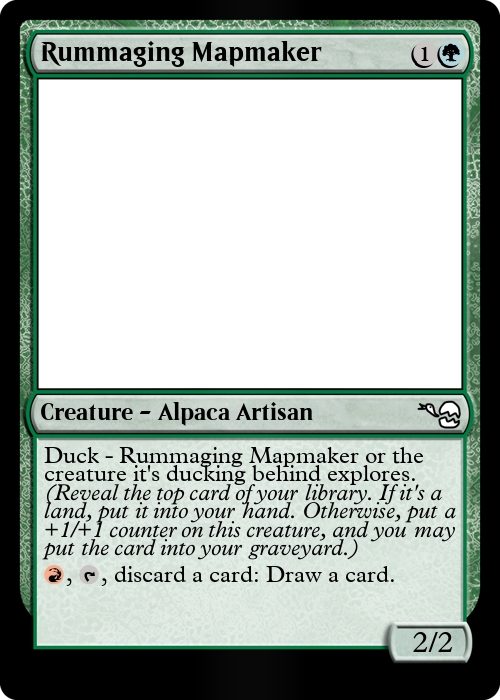 Rummaging Mapmaker 1
Creature – Alpaca Artisan
Duck - Rummaging Mapmaker or the
creature it's ducking behind explores.
(Reveal the top card of your library. If it's a
land, put it into your hand. Otherwise, put a
+1/+1 counter on this creature, and you may
put the card into your graveyard.)
, , discard a card: Draw a card.
2/2